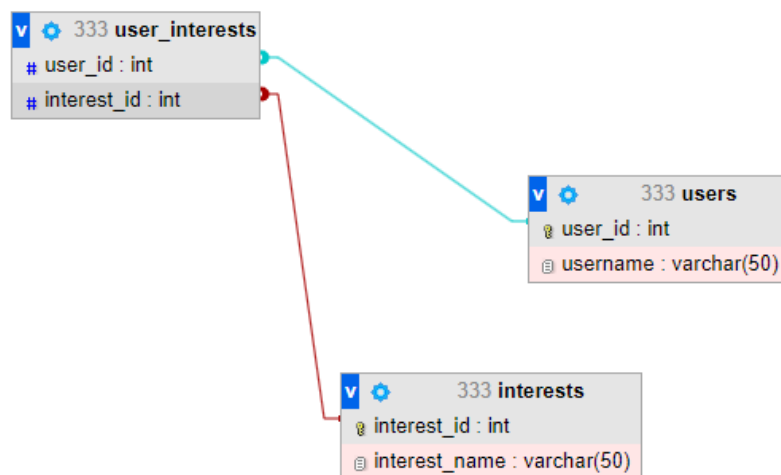 v 333 user_interests
# user_id : int
# interest_id : int
v 333 users
user_id : int
username : varchar(50)
v 333 interests
interest_id : int
interest_name : varchar(50)